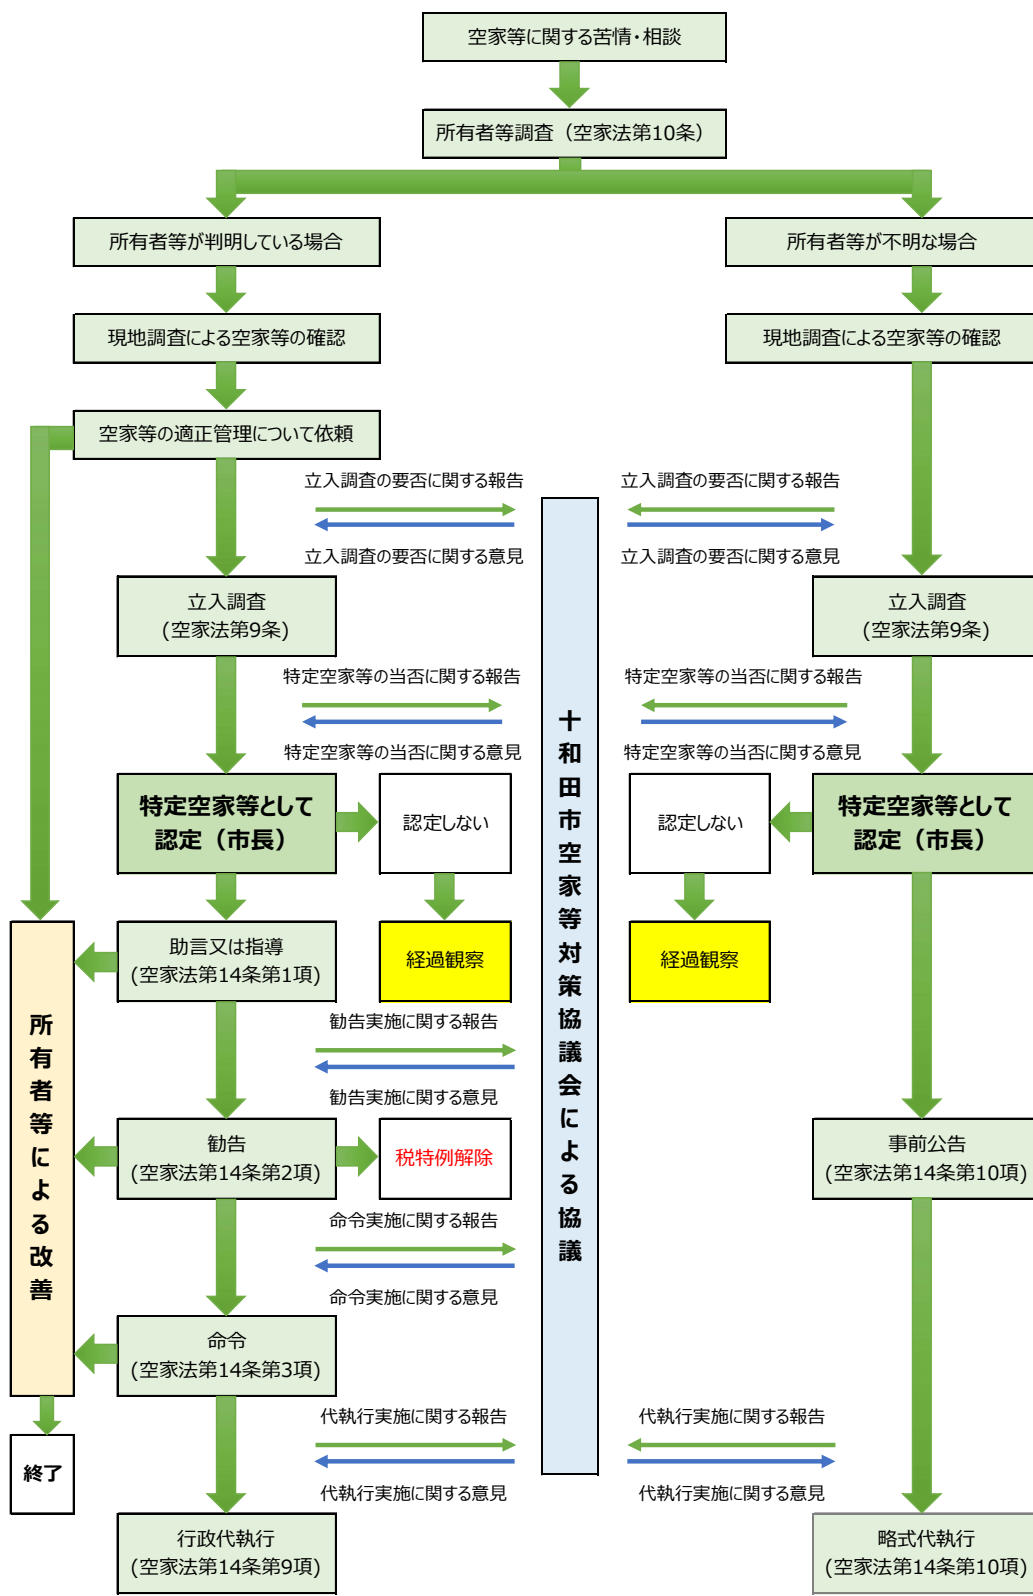 空家等に関する苦情・相談
所有者等調査（空家法第10条）
所有者等が判明している場合
所有者等が不明な場合
現地調査による空家等の確認
現地調査による空家等の確認
空家等の適正管理について依頼
立入調査の要否に関する報告
立入調査の要否に関する報告
立入調査の要否に関する意見
立入調査の要否に関する意見
立入調査
(空家法第9条)
立入調査
(空家法第9条)
特定空家等の当否に関する報告
特定空家等の当否に関する報告
特定空家等の当否に関する意見
特定空家等の当否に関する意見
十和田市空家等対策協議会による協議
特定空家等として
認定（市長）
認定しない
認定しない
特定空家等として
認定（市長）
助言又は指導
(空家法第14条第1項)
経過観察
経過観察
所有者等による改善
勧告実施に関する報告
勧告実施に関する意見
勧告
(空家法第14条第2項)
税特例解除
事前公告
(空家法第14条第10項)
命令実施に関する報告
命令実施に関する意見
命令
(空家法第14条第3項)
代執行実施に関する報告
代執行実施に関する報告
終了
代執行実施に関する意見
代執行実施に関する意見
行政代執行
(空家法第14条第9項)
略式代執行
(空家法第14条第10項)